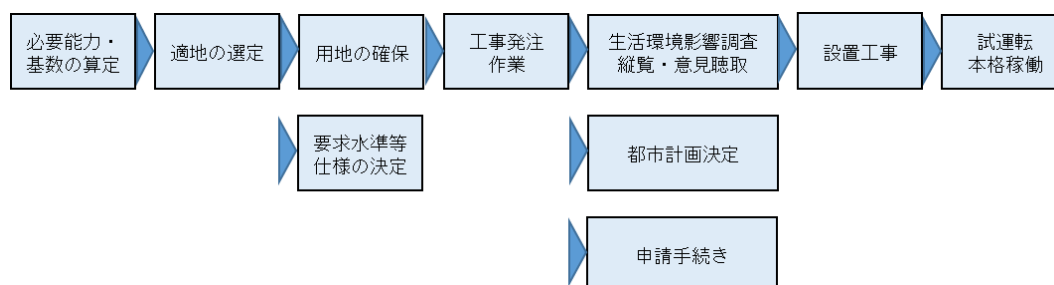 必要能力・
基数の算定
適地の選定
用地の確保
工事発注
作業
生活環境影響調査
縦覧・意見聴取
設置工事
試運転
本格稼働
要求水準等
仕様の決定
都市計画決定
申請手続き